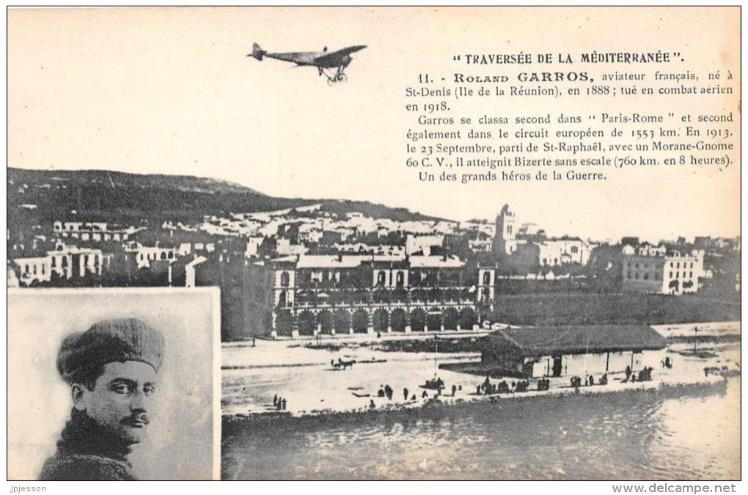 “ TRAVERSÉE DE LA MÉDITERRANÉE ”.
11. - ROLAND GARROS, aviateur français, né à
St-Denis (Ile de la Réunion), en 1888 ; tué en combat aérien
en 1918.
Garros se classa second dans “ Paris-Rome ” et second
également dans le circuit européen de 1553 km. En 1913,
le 23 Septembre, parti de St-Raphaël, avec un Morane-Gnome
60 C. V., il atteignit Bizerte sans escale (760 km. en 8 heures).
Un des grands héros de la Guerre.
jpjesson
www.delcampe.net